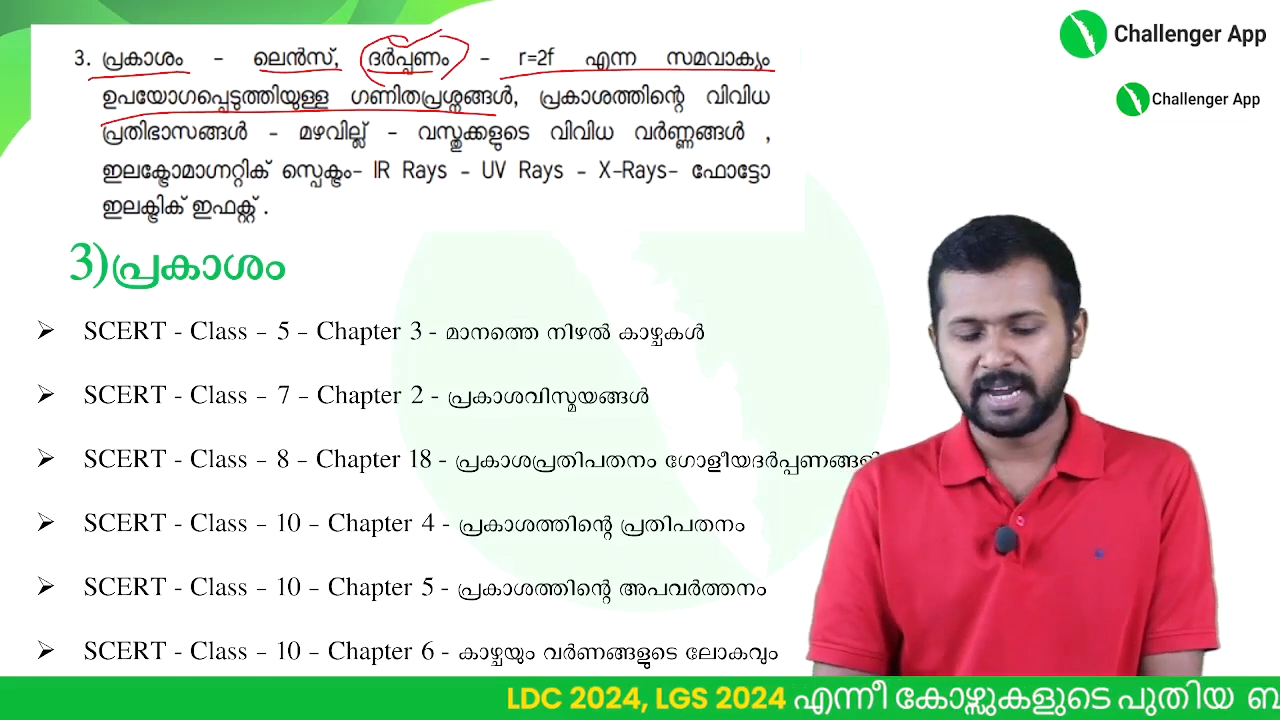 Challenger App
Challenger App
3. പ്രകാശം - ലെൻസ്, ദർപ്പണം - r=2f എന്ന സമവാക്യം
ഉപയോഗപ്പെടുത്തിയുള്ള ഗണിതപ്രശ്നങ്ങൾ, പ്രകാശത്തിന്റെ വിവിധ
പ്രതിഭാസങ്ങൾ - മഴവില്ല് - വസ്തുക്കളുടെ വിവിധ വർണ്ണങ്ങൾ ,
ഇലക്ട്രോമാഗ്നറ്റിക് സ്പെക്ട്രം- IR Rays - UV Rays - X-Rays- ഫോട്ടോ
ഇലക്ട്രിക് ഇഫക്റ്റ് .
3)പ്രകാശം
➢ SCERT - Class – 5 – Chapter 3 - മാനത്തെ നിഴൽ കാഴ്ചകൾ
➢ SCERT - Class – 7 – Chapter 2 - പ്രകാശവിസ്മയങ്ങൾ
➢ SCERT - Class – 8 – Chapter 18 - പ്രകാശപ്രതിപതനം
➢ SCERT - Class – 10 – Chapter 4 - പ്രകാശത്തിന്റെ പ്രതിപതനം
➢ SCERT - Class – 10 – Chapter 5 - പ്രകാശത്തിന്റെ അപവർത്തനം
➢ SCERT - Class – 10 – Chapter 6 - കാഴ്ചയും വർണങ്ങളുടെ ലോകവും
LDC 2024, LGS 2024 എന്നീ കോഴ്സുകളുടെ പുതിയ